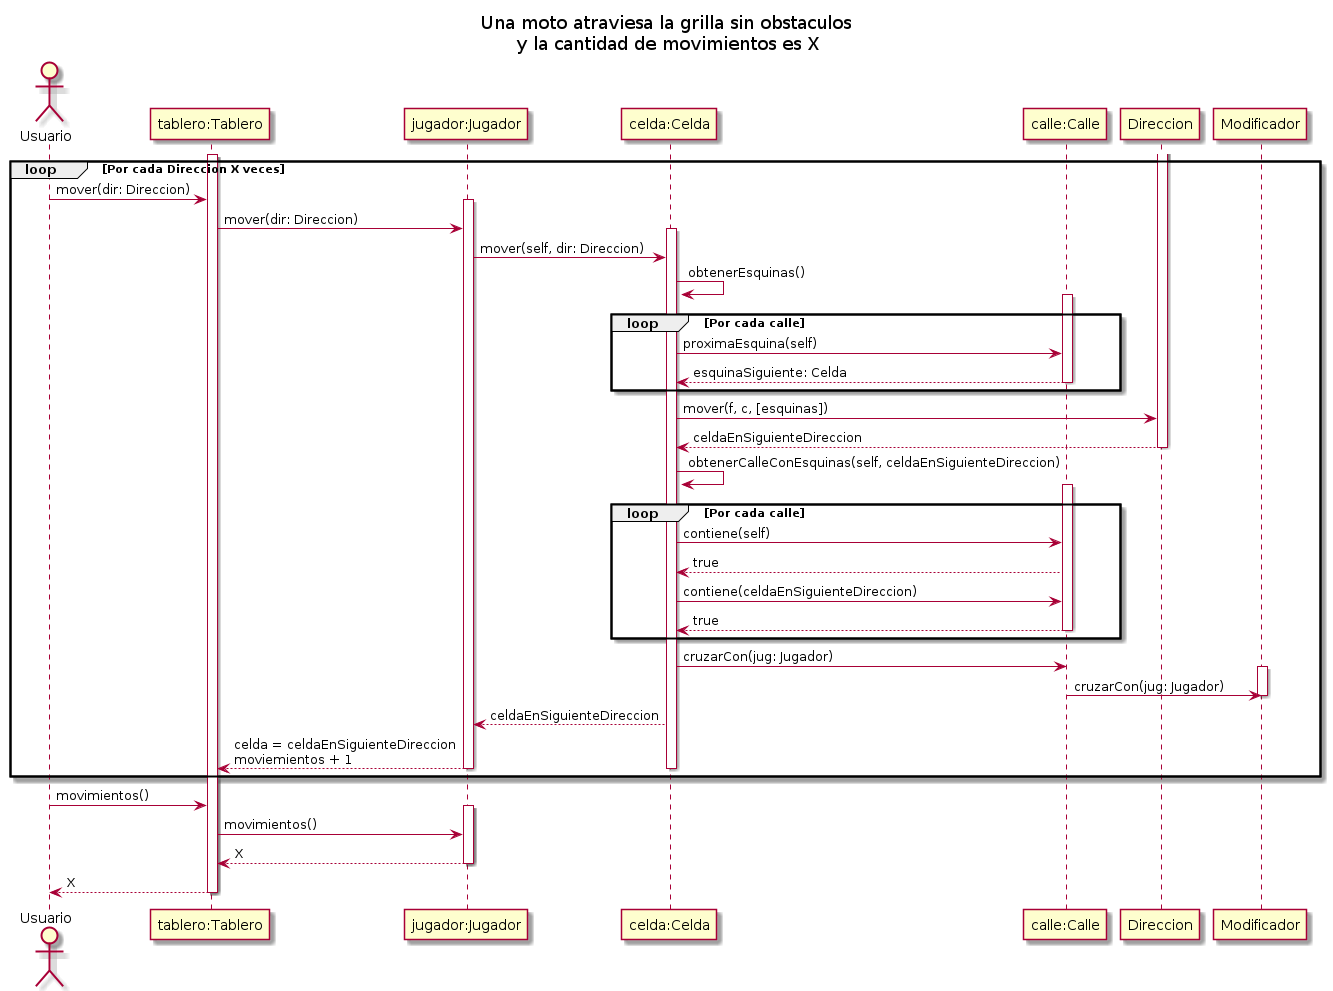 Una moto atraviesa la grilla sin obstaculos
y la cantidad de movimientos es X
Usuario
tablero:Tablero
jugador:Jugador
celda:Celda
calle:Calle
Direccion
Modificador
loop
[Por cada Direccion X veces]
mover(dir: Direccion)
mover(dir: Direccion)
mover(self, dir: Direccion)
obtenerEsquinas()
loop
[Por cada calle]
proximaEsquina(self)
esquinaSiguiente: Celda
mover(f, c, [esquinas])
celdaEnSiguienteDireccion
obtenerCalleConEsquinas(self, celdaEnSiguienteDireccion)
loop
[Por cada calle]
contiene(self)
true
contiene(celdaEnSiguienteDireccion)
true
cruzarCon(jug: Jugador)
cruzarCon(jug: Jugador)
celdaEnSiguienteDireccion
celda = celdaEnSiguienteDireccion
moviemientos + 1
movimientos()
movimientos()
X
X
Usuario
tablero:Tablero
jugador:Jugador
celda:Celda
calle:Calle
Direccion
Modificador